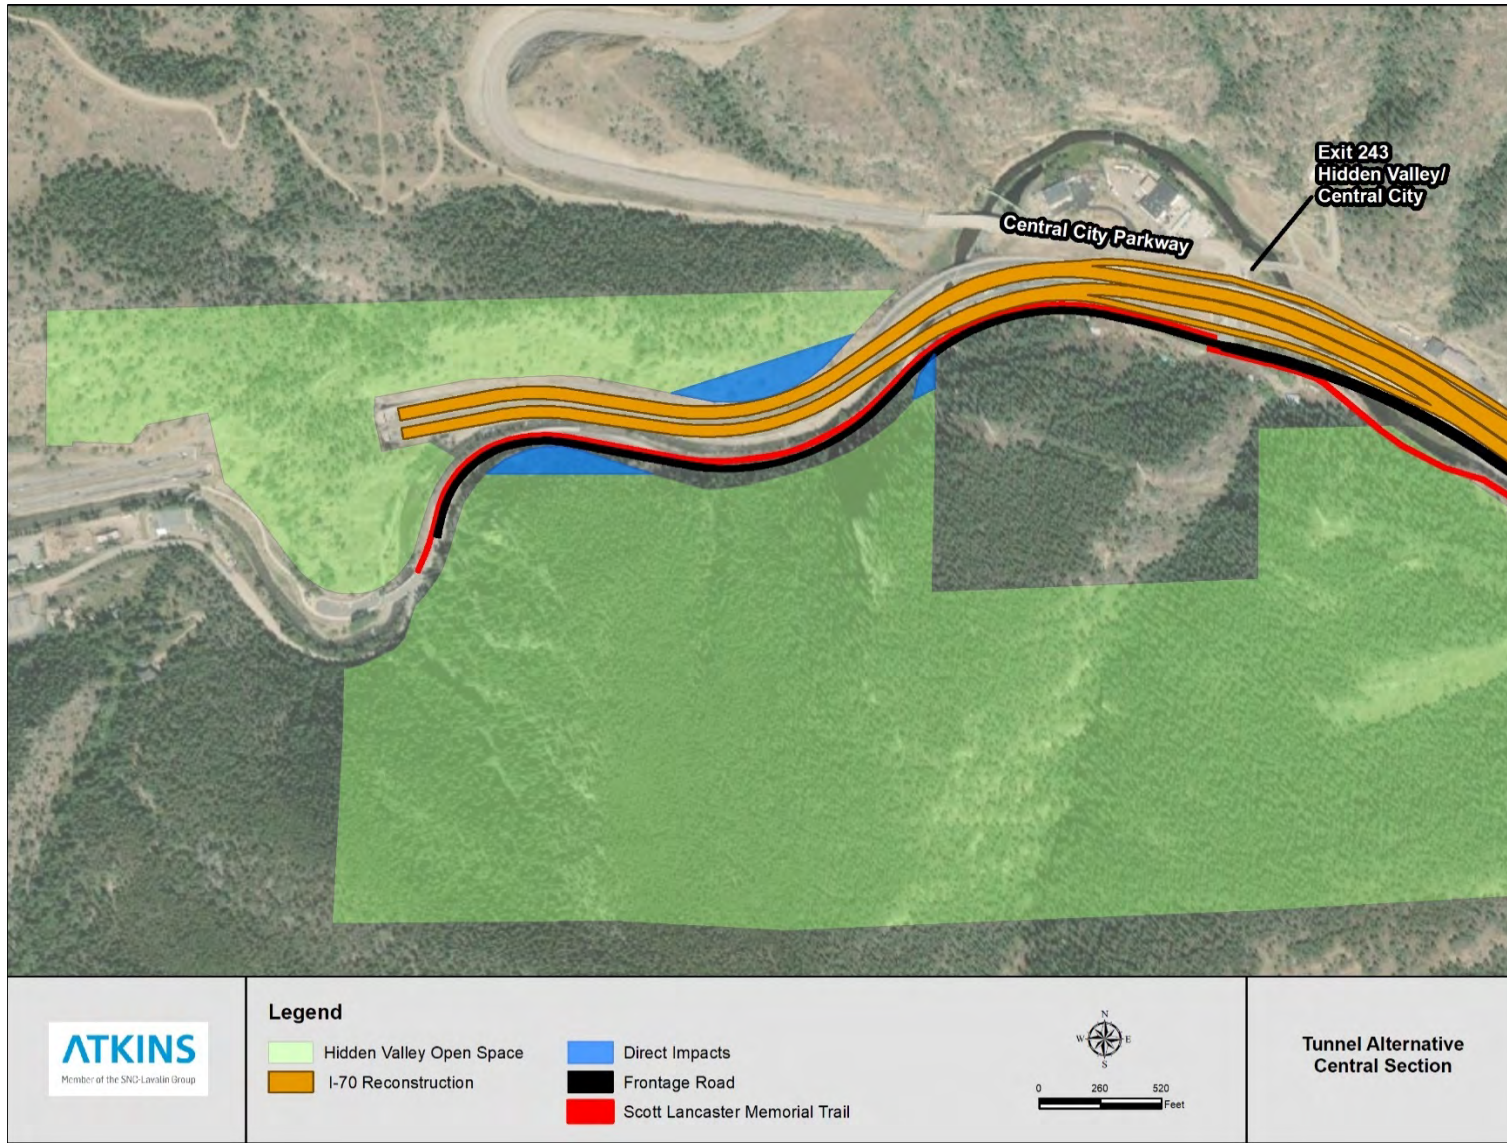 Exit 243
Hidden Valley/
Central City
Central City Parkway
ATKINS
Member of the SNC-Lavalin Group
Legend
Hidden Valley Open Space
I-70 Reconstruction
Direct Impacts
Frontage Road
Scott Lancaster Memorial Trail
N
W E
S
0 260 520
Feet
Tunnel Alternative
Central Section